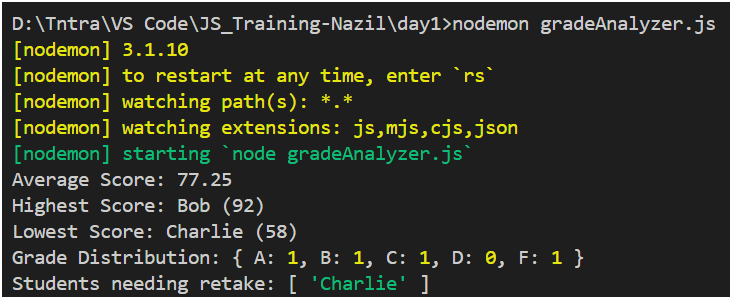 D:\Tntra\VS Code\JS_Training-Nazil\day1>nodemon gradeAnalyzer.js
[nodemon] 3.1.10
[nodemon] to restart at any time, enter `rs`
[nodemon] watching path(s): *.*
[nodemon] watching extensions: js,mjs,cjs,json
[nodemon] starting `node gradeAnalyzer.js`
Average Score: 77.25
Highest Score: Bob (92)
Lowest Score: Charlie (58)
Grade Distribution: { A: 1, B: 1, C: 1, D: 0, F: 1 }
Students needing retake: [ 'Charlie' ]